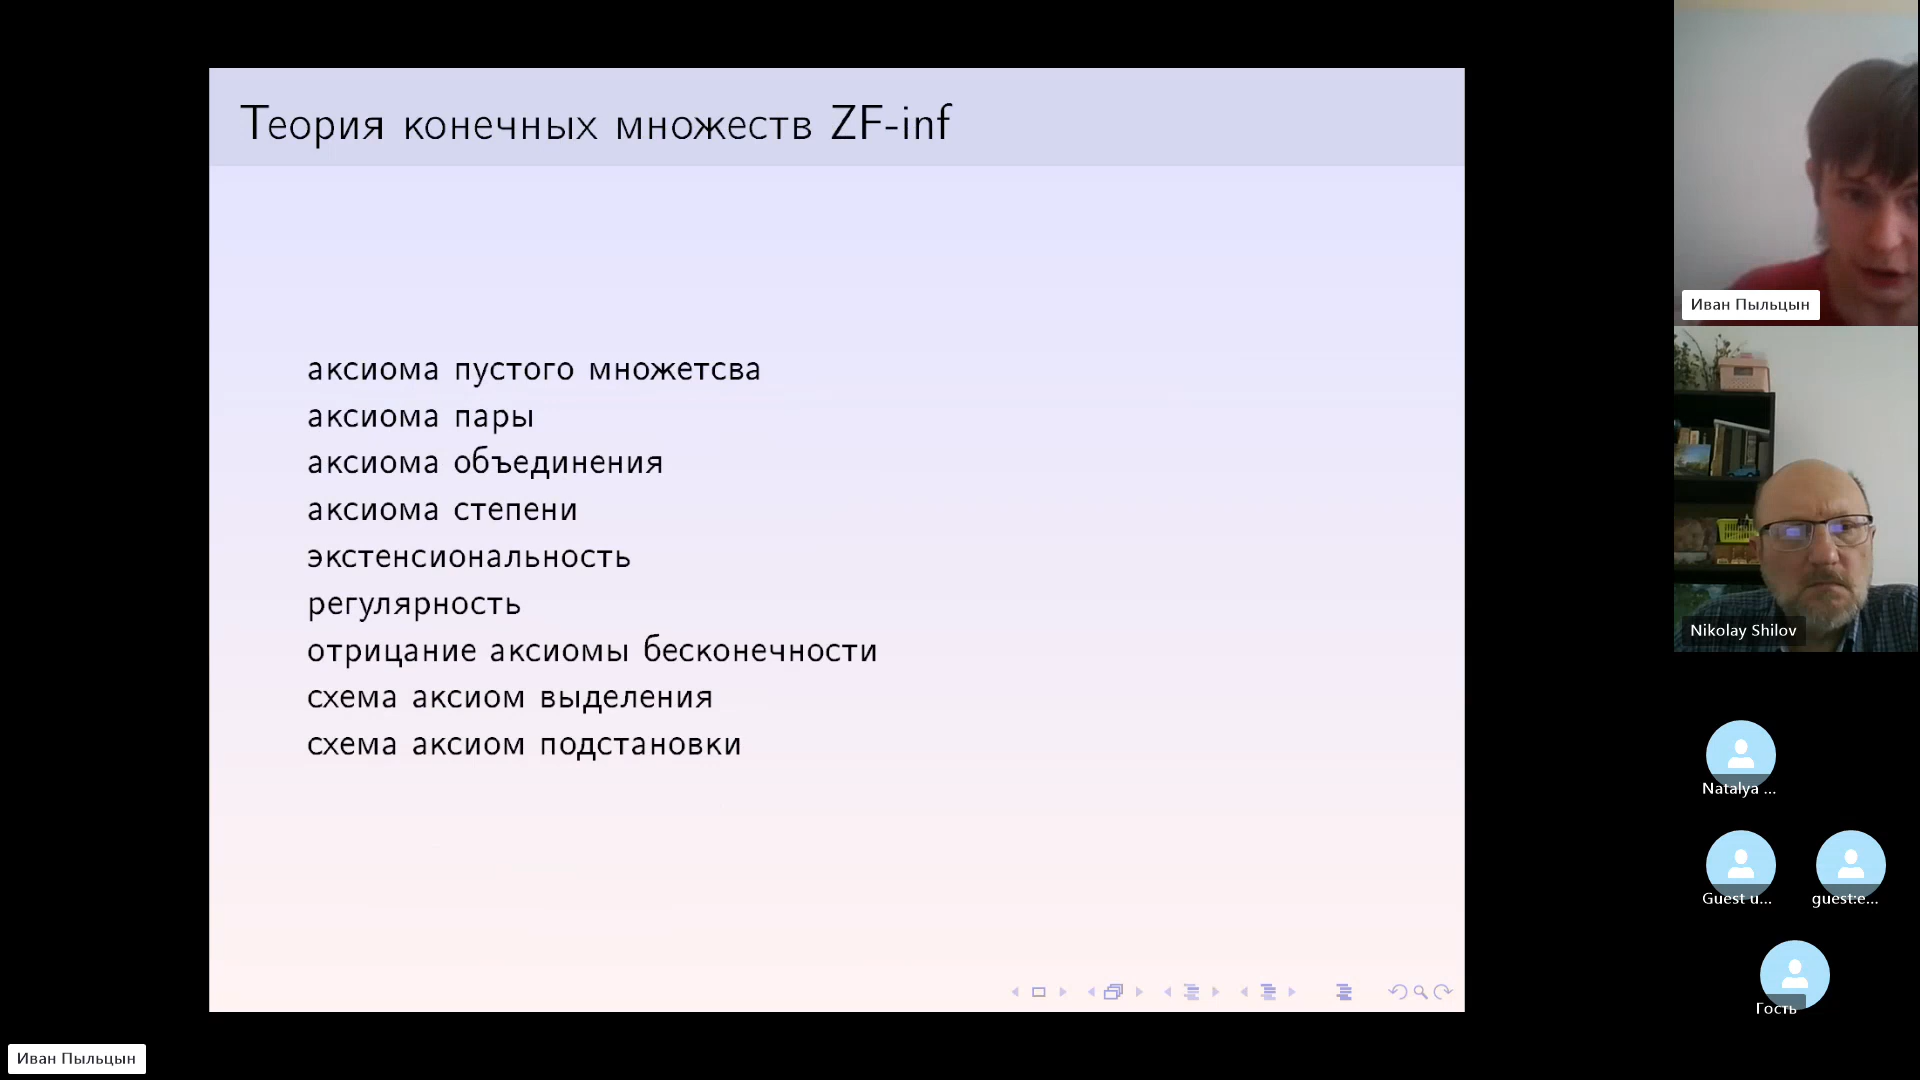 Теория конечных множеств ZF-inf
аксиома пустого множетсва
аксиома пары
аксиома объединения
аксиома степени
экстенсиональность
регулярность
отрицание аксиомы бесконечности
схема аксиом выделения
схема аксиом подстановки
Иван Пыльцын
Nikolay Shilov
Natalya ...
Guest u...
guest:e...
Гость
Иван Пыльцын